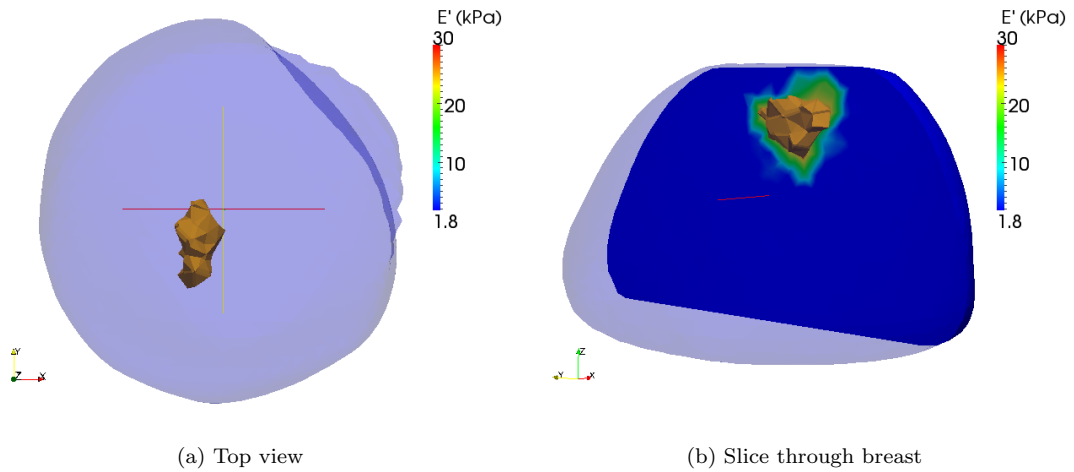 E' (kPa)
30
20
10
1.8
Y
Z
X
(a) Top view
E' (kPa)
30
20
10
1.8
Z
Y
X
(b) Slice through breast